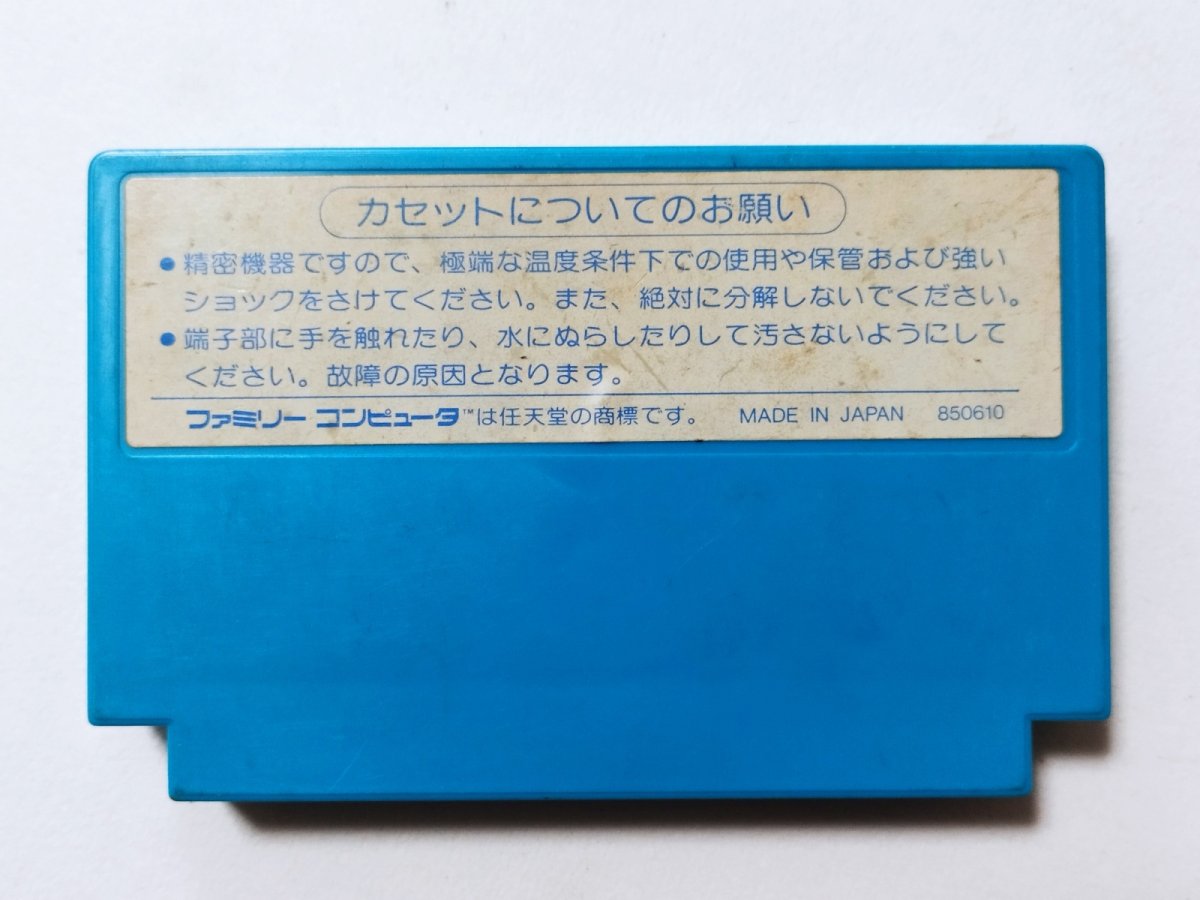 カセットについてのお願い
●精密機器ですので、極端な温度条件下での使用や保管および強い
ショックをさけてください。また、絶対に分解しないでください。
●端子部に手を触れたり、水にぬらしたりして汚さないようにして
ください。故障の原因となります。
ファミリー コンピュータ™は任天堂の商標です。 MADE IN JAPAN 850610